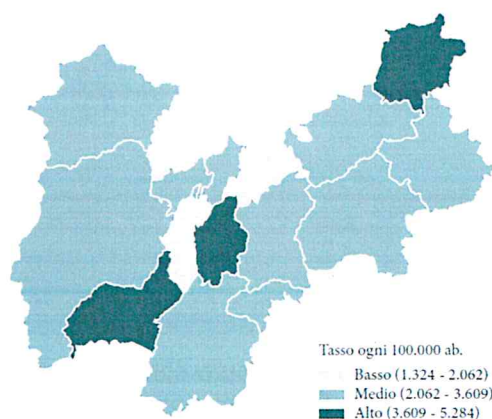 Tasso ogni 100.000 ab.
Basso (1.324 - 2.062)
Medio (2.062 - 3.609)
Alto (3.609 - 5.284)